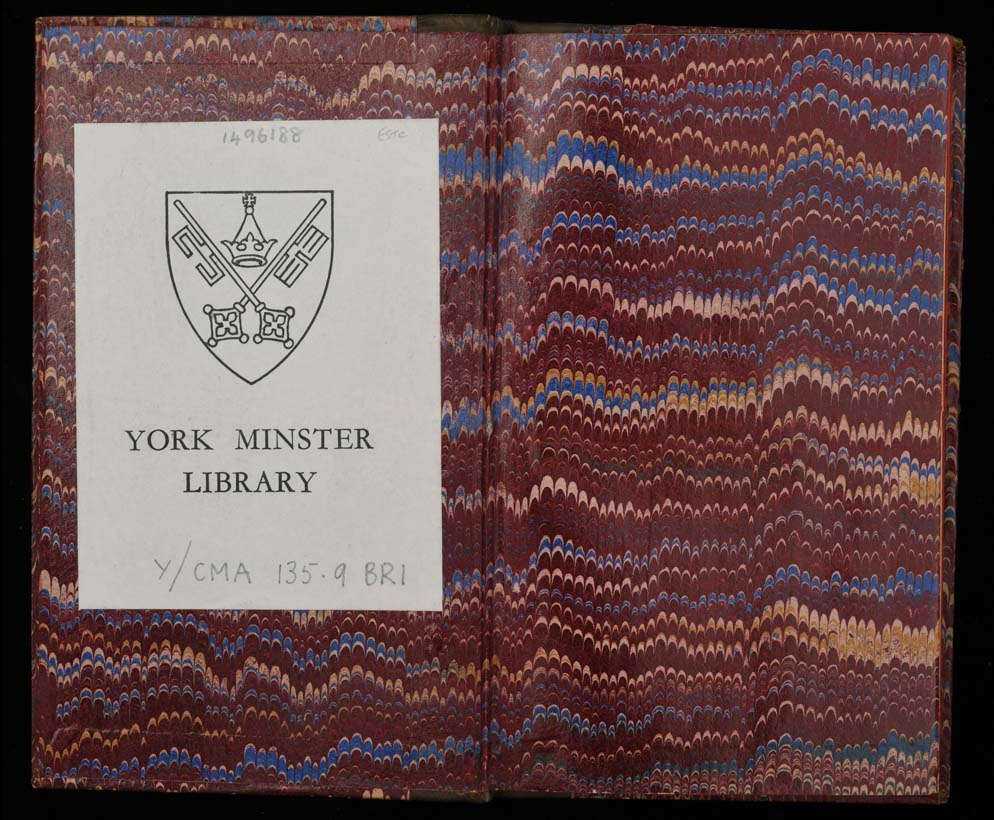 1496188 ESTC
YORK MINSTER
LIBRARY
Y/CMA 135.9 BRI